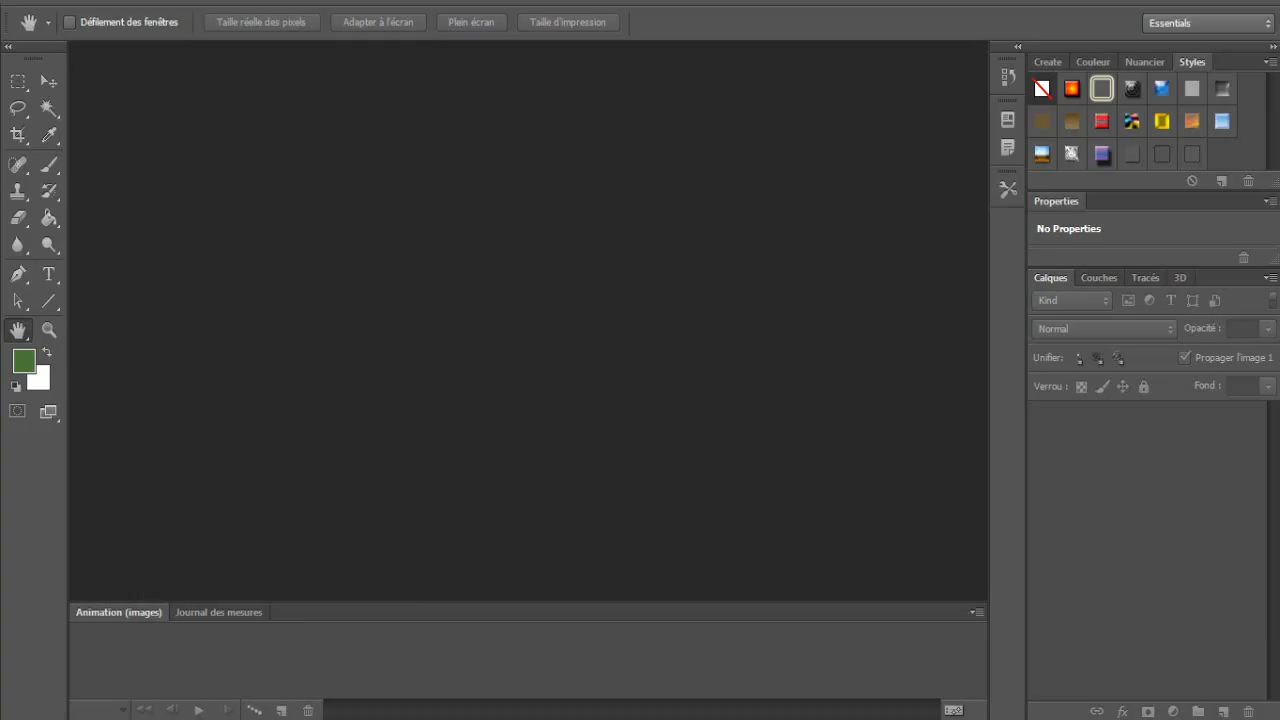 Défilement des fenêtres
Taille réelle des pixels
Adapter à l'écran
Plein écran
Taille d'impression
Essentials
Create
Couleur
Nuancier
Styles
Properties
No Properties
Calques
Couches
Tracés
3D
Kind
Normal
Opacité :
Unifier:
Propager l'image 1
Verrou :
Fond :
Animation (images)
Journal des mesures